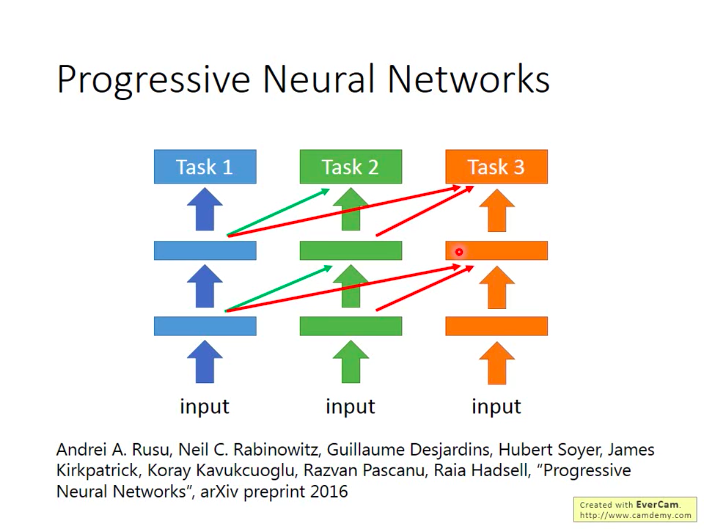 Progressive Neural Networks
Task 1 Task 2 Task 3
input input input
Andrei A. Rusu, Neil C. Rabinowitz, Guillaume Desjardins, Hubert Soyer, James
Kirkpatrick, Koray Kavukcuoglu, Razvan Pascanu, Raia Hadsell, “Progressive
Neural Networks“, arXiv preprint 2016
Created with EverCam.
http://www.camdemy.com